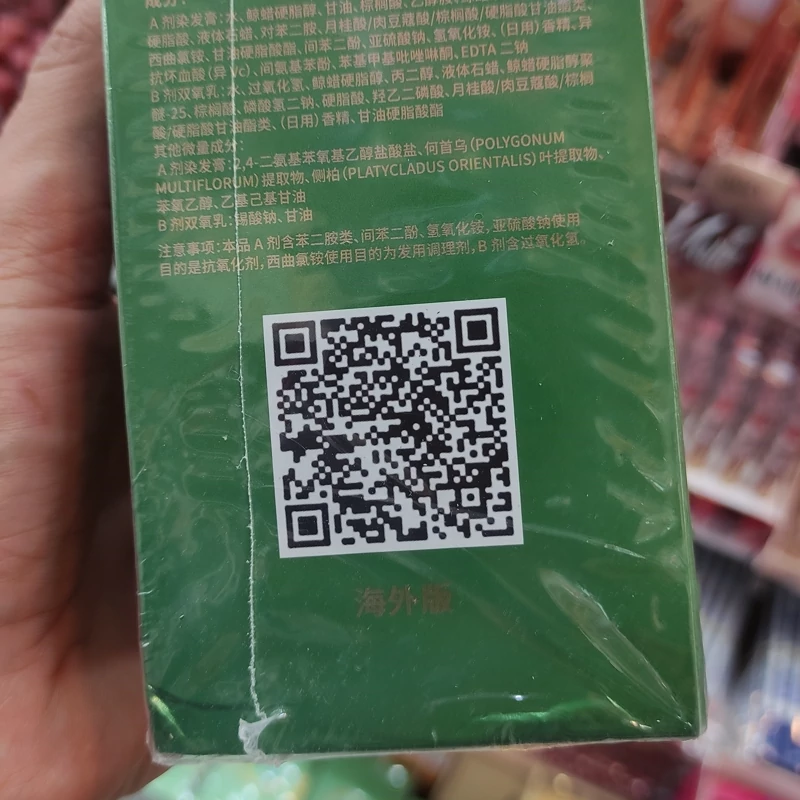 成分:
A 剂染发膏:水、鲸蜡硬脂醇、甘油、棕榈酸、乙醇胺、
硬脂酸、液体石蜡、对苯二胺、月桂酸/肉豆蔻酸/棕榈酸/硬脂酸甘油酯类、
西曲氯铵、甘油硬脂酸酯、间苯二酚、亚硫酸钠、氢氧化铵、(日用)香精、异
抗坏血酸(异 Vc)、间氨基苯酚、苯基甲基吡唑啉酮、EDTA 二钠
B 剂双氧乳:水、过氧化氢、鲸蜡硬脂醇、丙二醇、液体石蜡、鲸蜡硬脂醇聚
醚-25、棕榈酸、磷酸氢二钠、硬脂酸、羟乙二磷酸、月桂酸/肉豆蔻酸/棕榈
酸/硬脂酸甘油酯类、(日用)香精、甘油硬脂酸酯
其他微量成分:
A 剂染发膏:2,4-二氨基苯氧基乙醇盐酸盐、何首乌(POLYGONUM
MULTIFLORUM)提取物、侧柏(PLATYCLADUS ORIENTALIS)叶提取物、
苯氧乙醇、乙基己基甘油
B 剂双氧乳:锡酸钠、甘油
注意事项:本品 A 剂含苯二胺类、间苯二酚、氢氧化铵,亚硫酸钠使用
目的是抗氧化剂,西曲氯铵使用目的为发用调理剂,B 剂含过氧化氢。
海外版